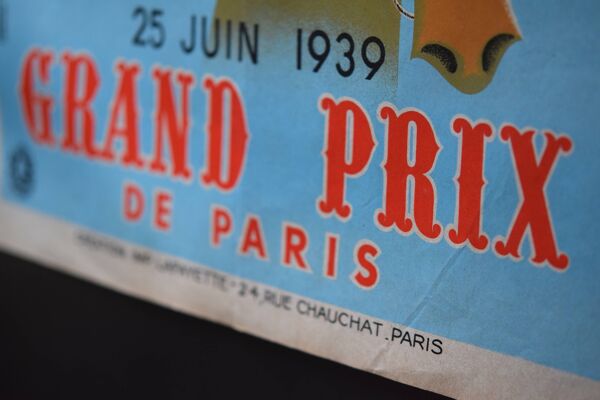 25 JUIN 1939
GRAND PRIX
DE PARIS
IMP. LAFAYETTE - 24, RUE CHAUCHAT. PARIS